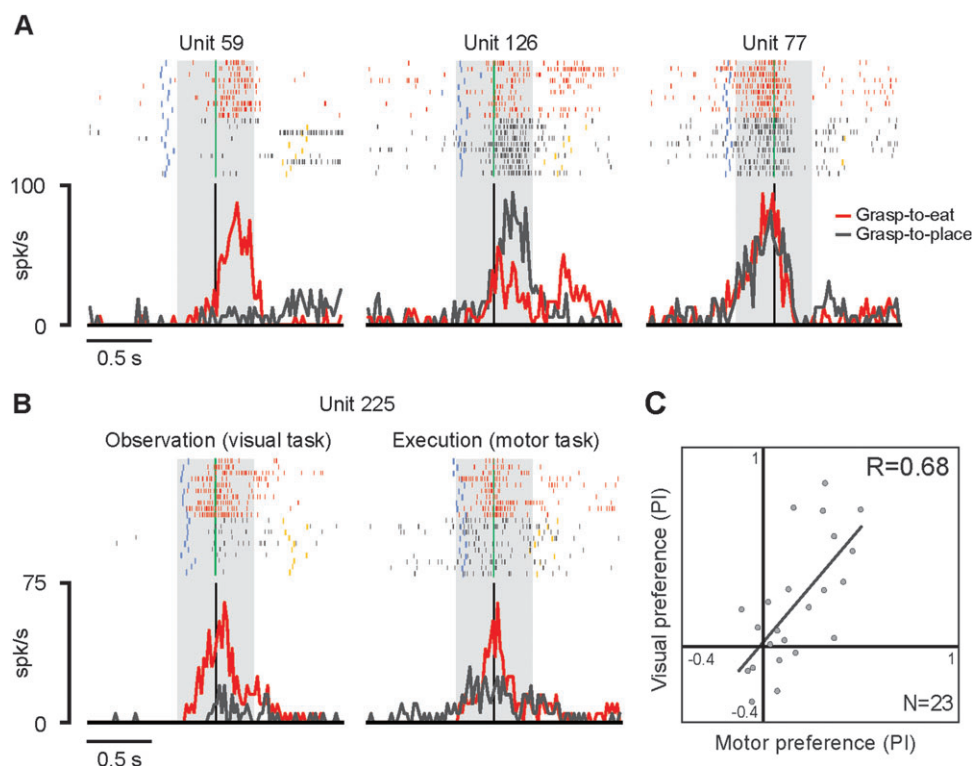 A
Unit 59
Unit 126
Unit 77
100
spk/s
0
Grasp-to-eat
Grasp-to-place
0.5 s
B
Unit 225
C
Observation (visual task)
Execution (motor task)
75
spk/s
0
0.5 s
1
R=0.68
Visual preference (PI)
-0.4
1
-0.4
N=23
Motor preference (PI)